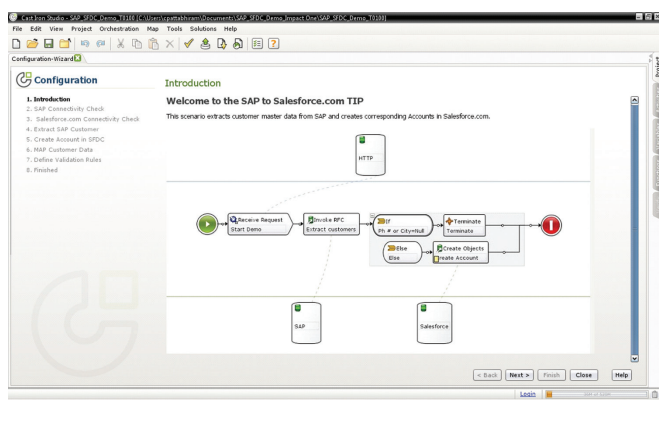 Cast Iron Studio - SAP_SFDC_Demo_T0100 [C:\Users\cpattabhiram\Documents\SAP_SFDC_Demo_Impact One\SAP_SFDC_Demo_T0100]
File Edit View Project Orchestration Map Tools Solutions Help
Configuration-Wizard
Configuration
1. Introduction
2. SAP Connectivity Check
3. Salesforce.com Connectivity Check
4. Extract SAP Customer
5. Create Account in SFDC
6. MAP Customer Data
7. Define Validation Rules
8. Finished
Introduction
Welcome to the SAP to Salesforce.com TIP
This scenario extracts customer master data from SAP and creates corresponding Accounts in Salesforce.com.
HTTP
Receive Request
Start Demo
Invoke RFC
Extract customers
If
Ph # or City=Null
Terminate
Terminate
Else
Else
Create Objects
reate Account
SAP
Salesforce
< Back Next > Finish Close Help
Login
Project